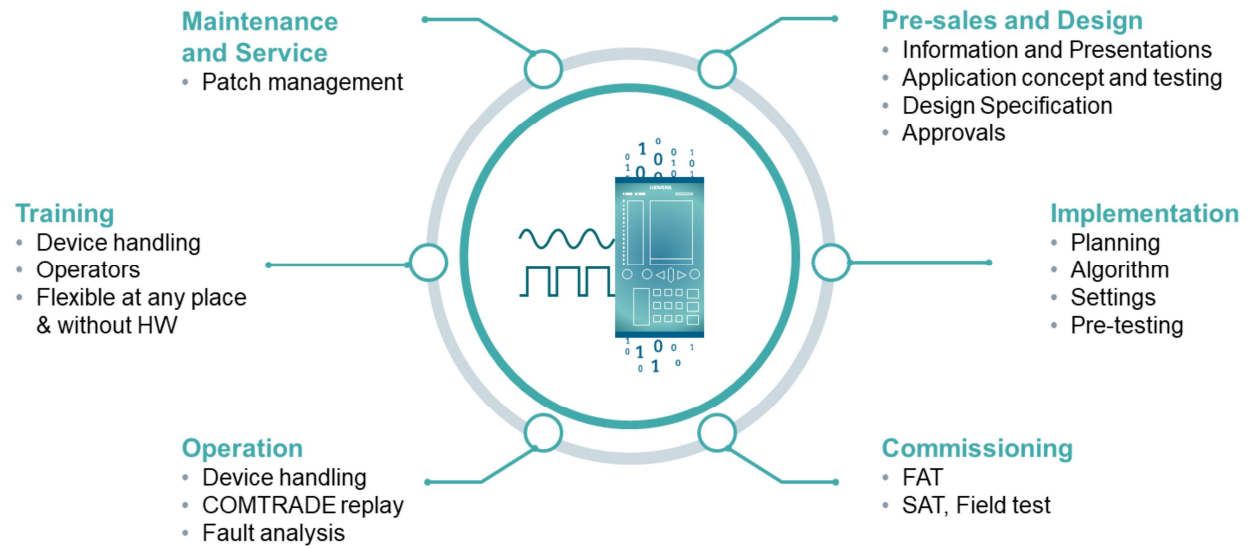 Maintenance
and Service
• Patch management
Pre-sales and Design
• Information and Presentations
• Application concept and testing
• Design Specification
• Approvals
Training
• Device handling
• Operators
• Flexible at any place
& without HW
Implementation
• Planning
• Algorithm
• Settings
• Pre-testing
Operation
• Device handling
• COMTRADE replay
• Fault analysis
Commissioning
• FAT
• SAT, Field test
SIEMENS